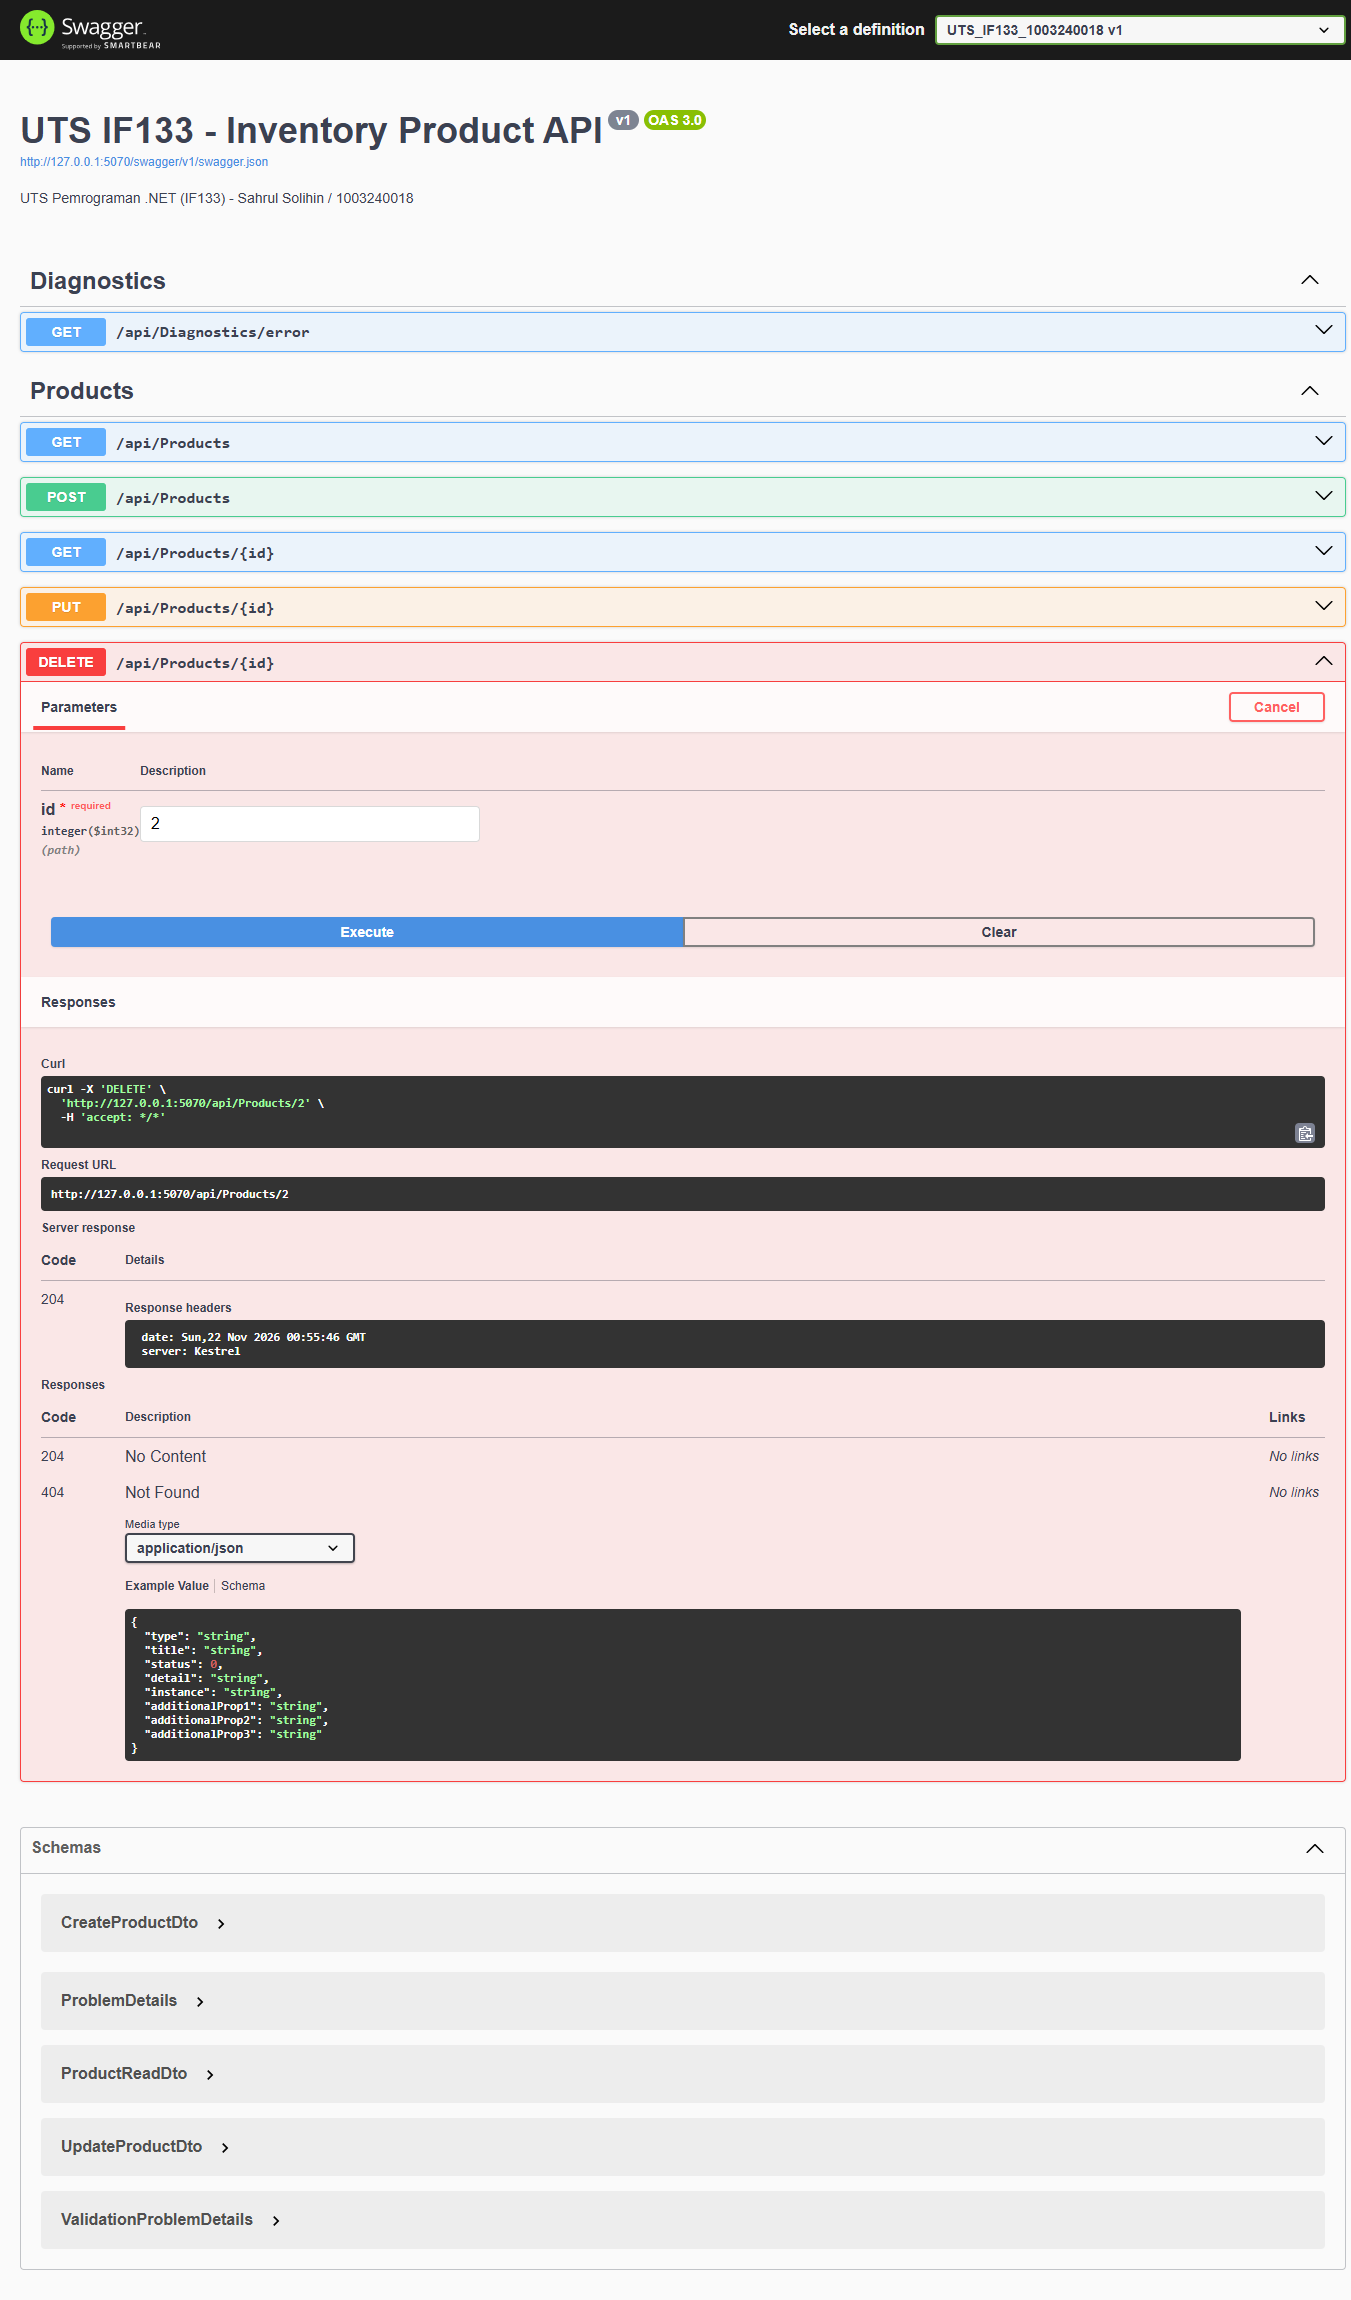 Swagger.
Supported by SMARTBEAR
Select a definition
UTS_IF133_1003240018 v1
UTS IF133 - Inventory Product API v1 OAS 3.0
http://127.0.0.1:5070/swagger/v1/swagger.json
UTS Pemrograman .NET (IF133) - Sahrul Solihin / 1003240018
Diagnostics
GET /api/Diagnostics/error
Products
GET /api/Products
POST /api/Products
GET /api/Products/{id}
PUT /api/Products/{id}
DELETE /api/Products/{id}
Parameters
Cancel
Name Description
id * required
integer($int32)
(path)
2
Execute Clear
Responses
Curl
curl -X 'DELETE' \
  'http://127.0.0.1:5070/api/Products/2' \
  -H 'accept: */*'
Request URL
http://127.0.0.1:5070/api/Products/2
Server response
Code Details
204
Response headers
date: Sun,22 Nov 2026 00:55:46 GMT
server: Kestrel
Responses
Code Description Links
204 No Content No links
404 Not Found No links
Media type
application/json
Example Value Schema
{
  "type": "string",
  "title": "string",
  "status": 0,
  "detail": "string",
  "instance": "string",
  "additionalProp1": "string",
  "additionalProp2": "string",
  "additionalProp3": "string"
}
Schemas
CreateProductDto
ProblemDetails
ProductReadDto
UpdateProductDto
ValidationProblemDetails